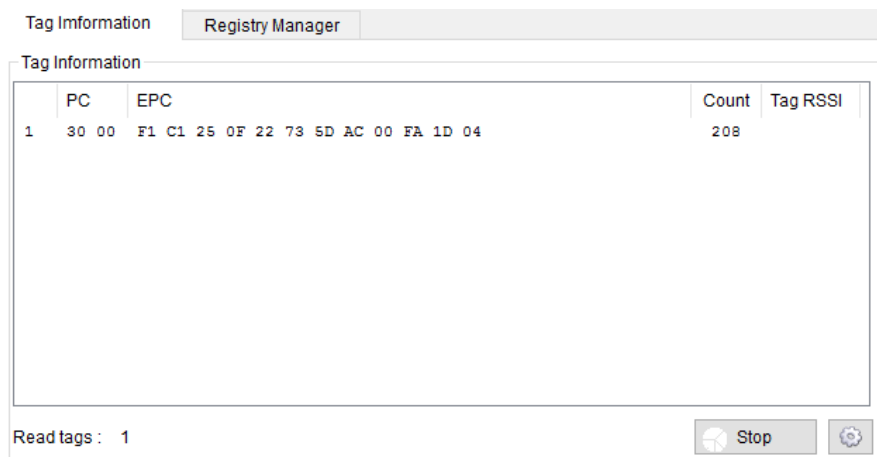 Tag Imformation Registry Manager
Tag Information
PC EPC Count Tag RSSI
1 30 00 F1 C1 25 0F 22 73 5D AC 00 FA 1D 04 208
Read tags : 1 Stop